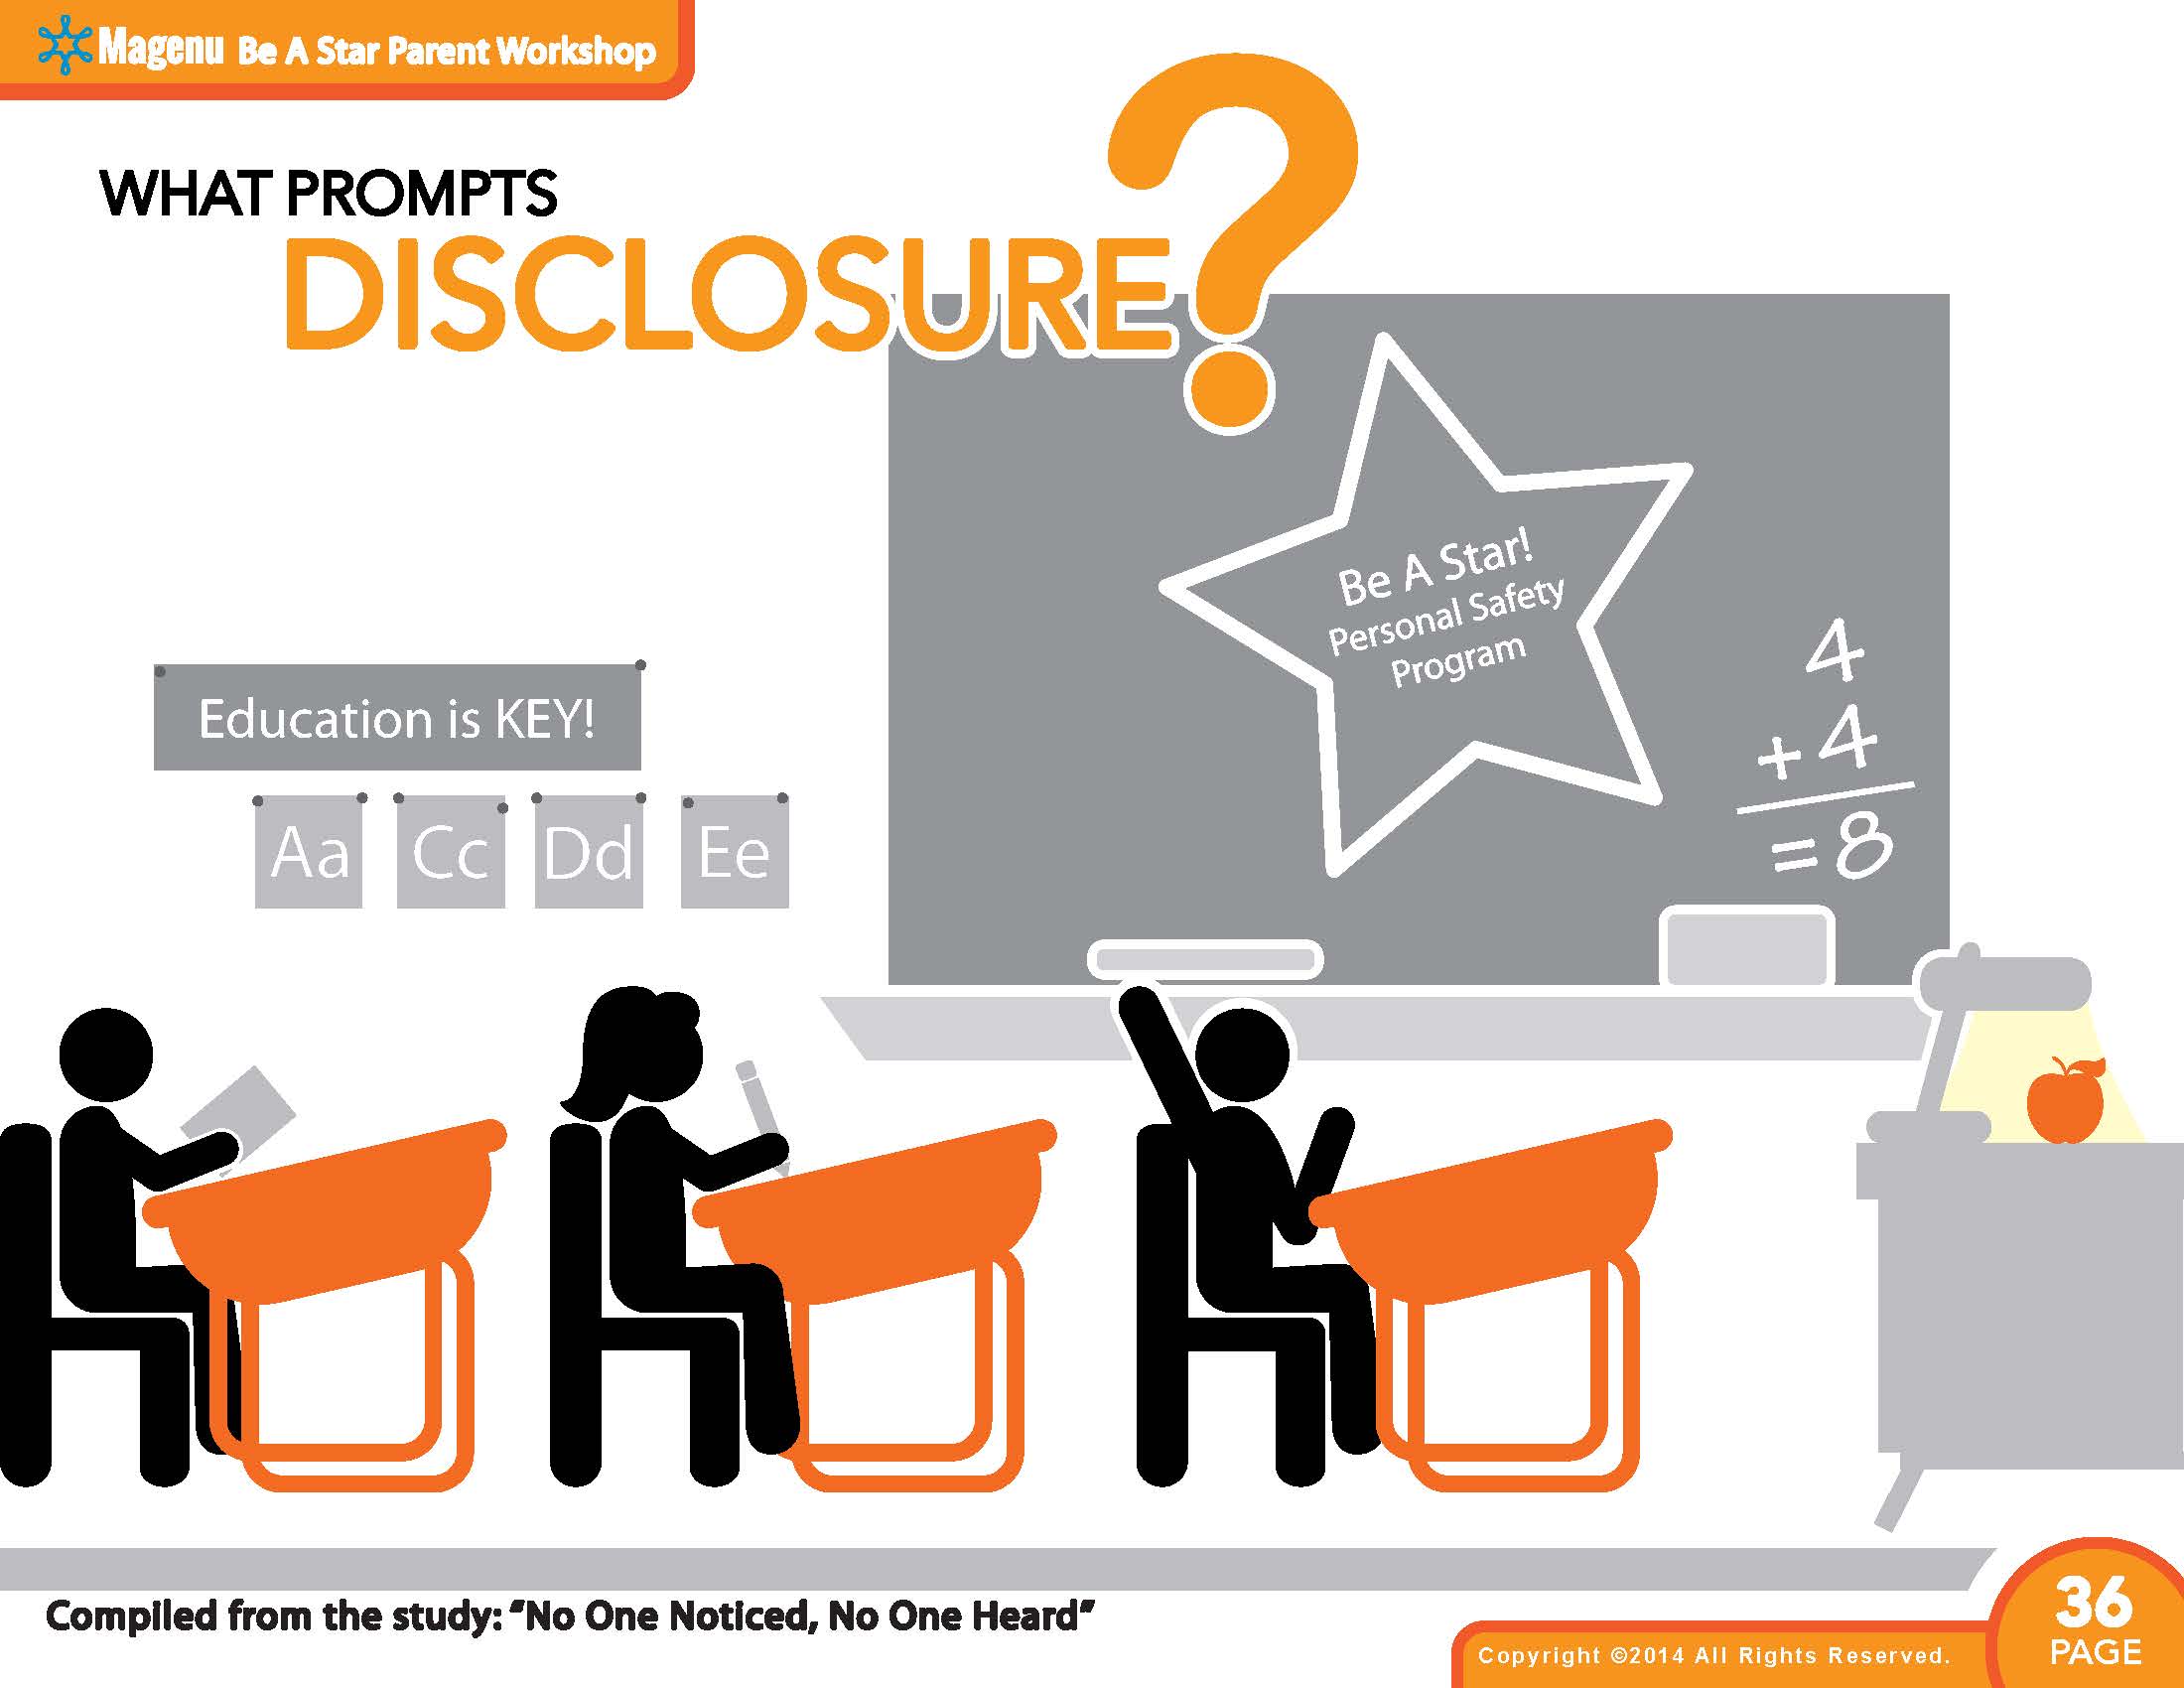 Magenu Be A Star Parent Workshop
WHAT PROMPTS
DISCLOSURE?
Be A Star!
Personal Safety
Program
4
+4
=8
Education is KEY!
Aa Cc Dd Ee
Compiled from the study: “No One Noticed, No One Heard”
36
PAGE
Copyright ©2014 All Rights Reserved.